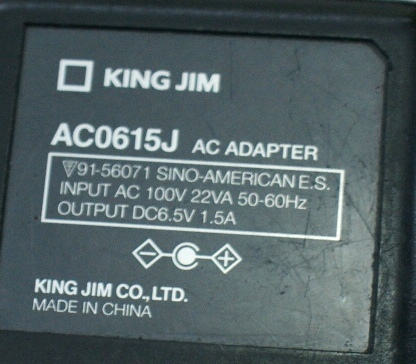 KING JIM
AC0615J AC ADAPTER
91-56071 SINO-AMERICAN E.S.
INPUT AC 100V 22VA 50-60Hz
OUTPUT DC6.5V 1.5A
KING JIM CO., LTD.
MADE IN CHINA